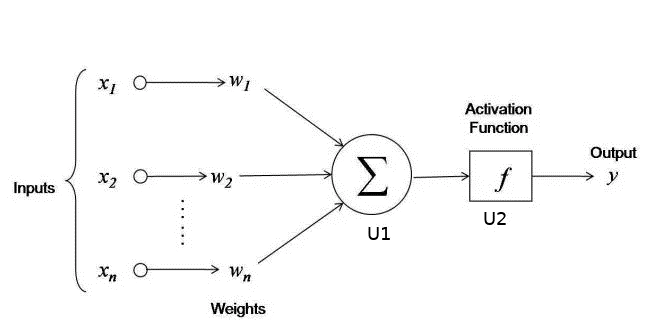 x1 w1
Activation
Function
Output
Inputs x2 w2 Σ f y
U1 U2
xn wn
Weights